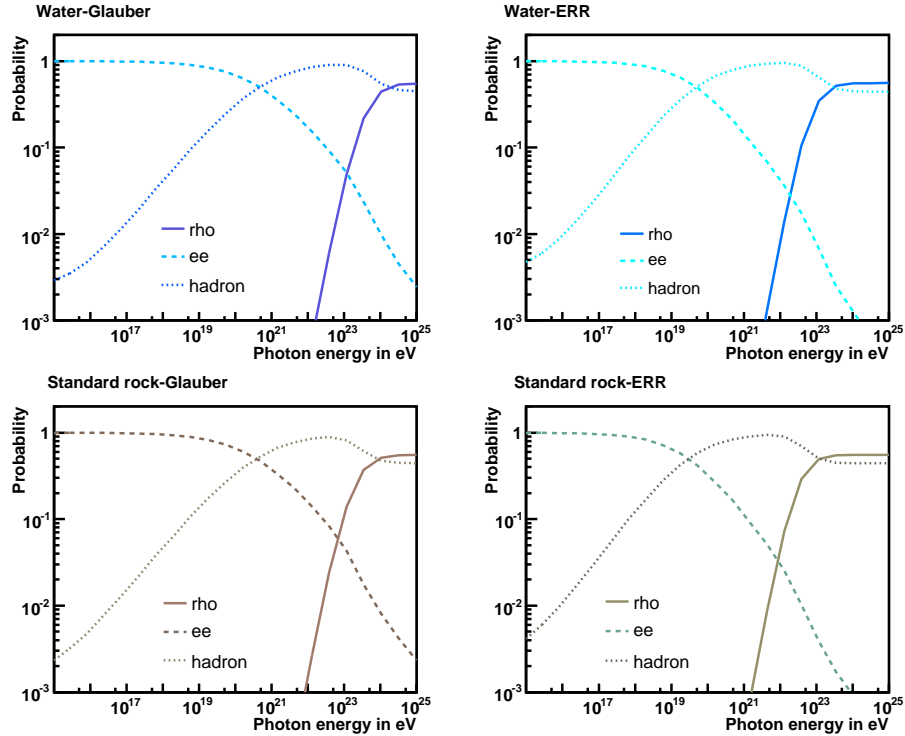 Water-Glauber
Probability
1
10^-1
10^-2
10^-3
rho
ee
hadron
10^17 10^19 10^21 10^23 10^25
Photon energy in eV
Water-ERR
Probability
1
10^-1
10^-2
10^-3
rho
ee
hadron
10^17 10^19 10^21 10^23 10^25
Photon energy in eV
Standard rock-Glauber
Probability
1
10^-1
10^-2
10^-3
rho
ee
hadron
10^17 10^19 10^21 10^23 10^25
Photon energy in eV
Standard rock-ERR
Probability
1
10^-1
10^-2
10^-3
rho
ee
hadron
10^17 10^19 10^21 10^23 10^25
Photon energy in eV